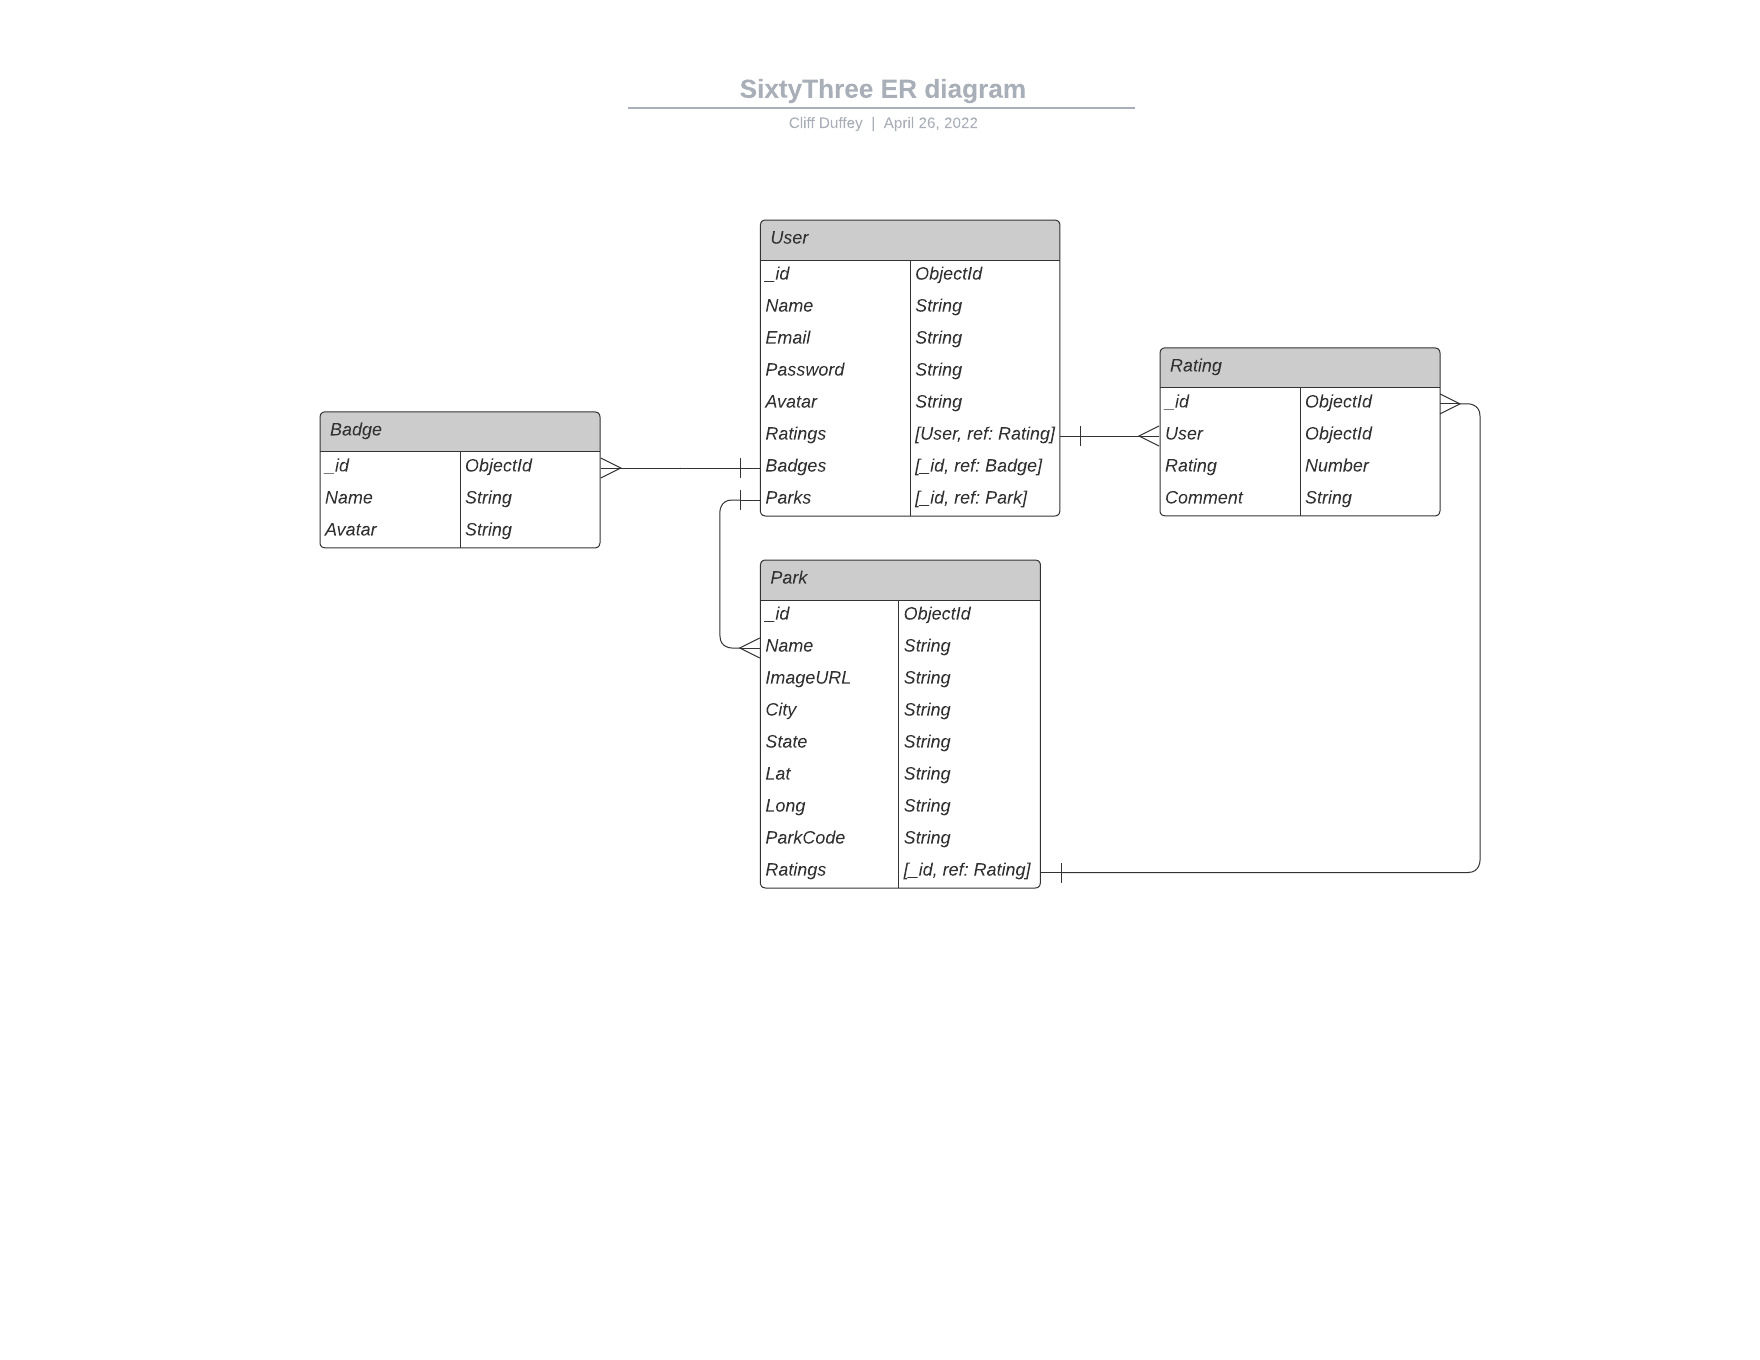 SixtyThree ER diagram
Cliff Duffey | April 26, 2022
User
_id ObjectId
Name String
Email String
Password String
Avatar String
Ratings [User, ref: Rating]
Badges [_id, ref: Badge]
Parks [_id, ref: Park]
Rating
_id ObjectId
User ObjectId
Rating Number
Comment String
Badge
_id ObjectId
Name String
Avatar String
Park
_id ObjectId
Name String
ImageURL String
City String
State String
Lat String
Long String
ParkCode String
Ratings [_id, ref: Rating]